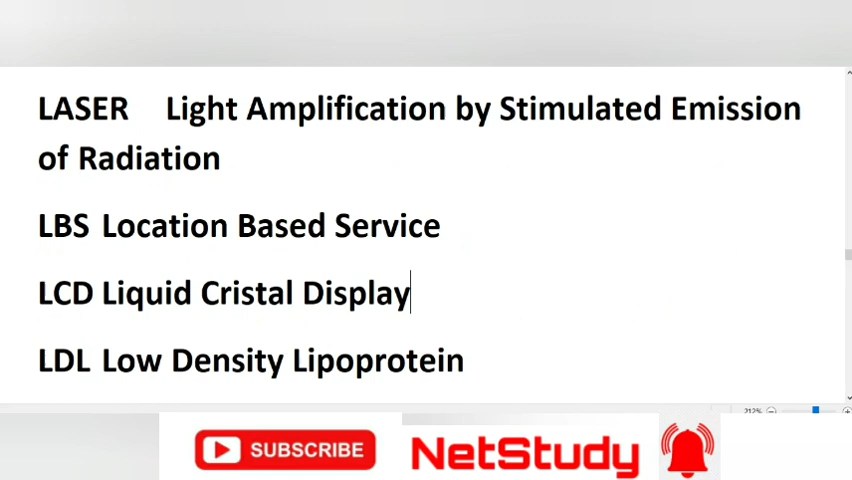 LASER Light Amplification by Stimulated Emission
of Radiation
LBS Location Based Service
LCD Liquid Cristal Display
LDL Low Density Lipoprotein
212%
SUBSCRIBE NetStudy